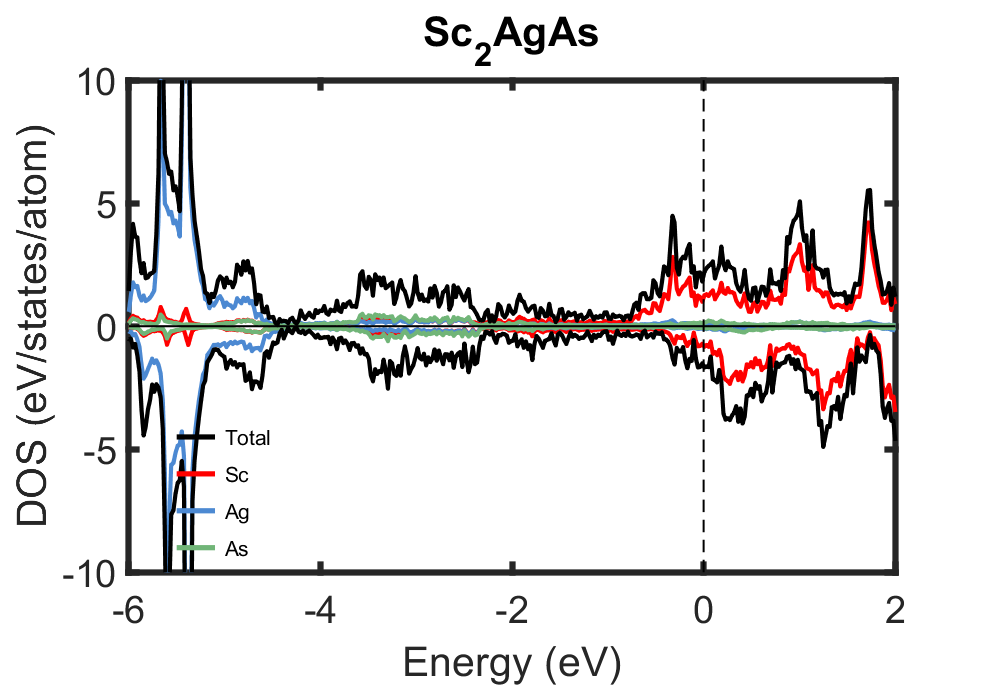 Sc₂AgAs
DOS (eV/states/atom)
10
5
0
-5
-10
Total
Sc
Ag
As
-6 -4 -2 0 2
Energy (eV)